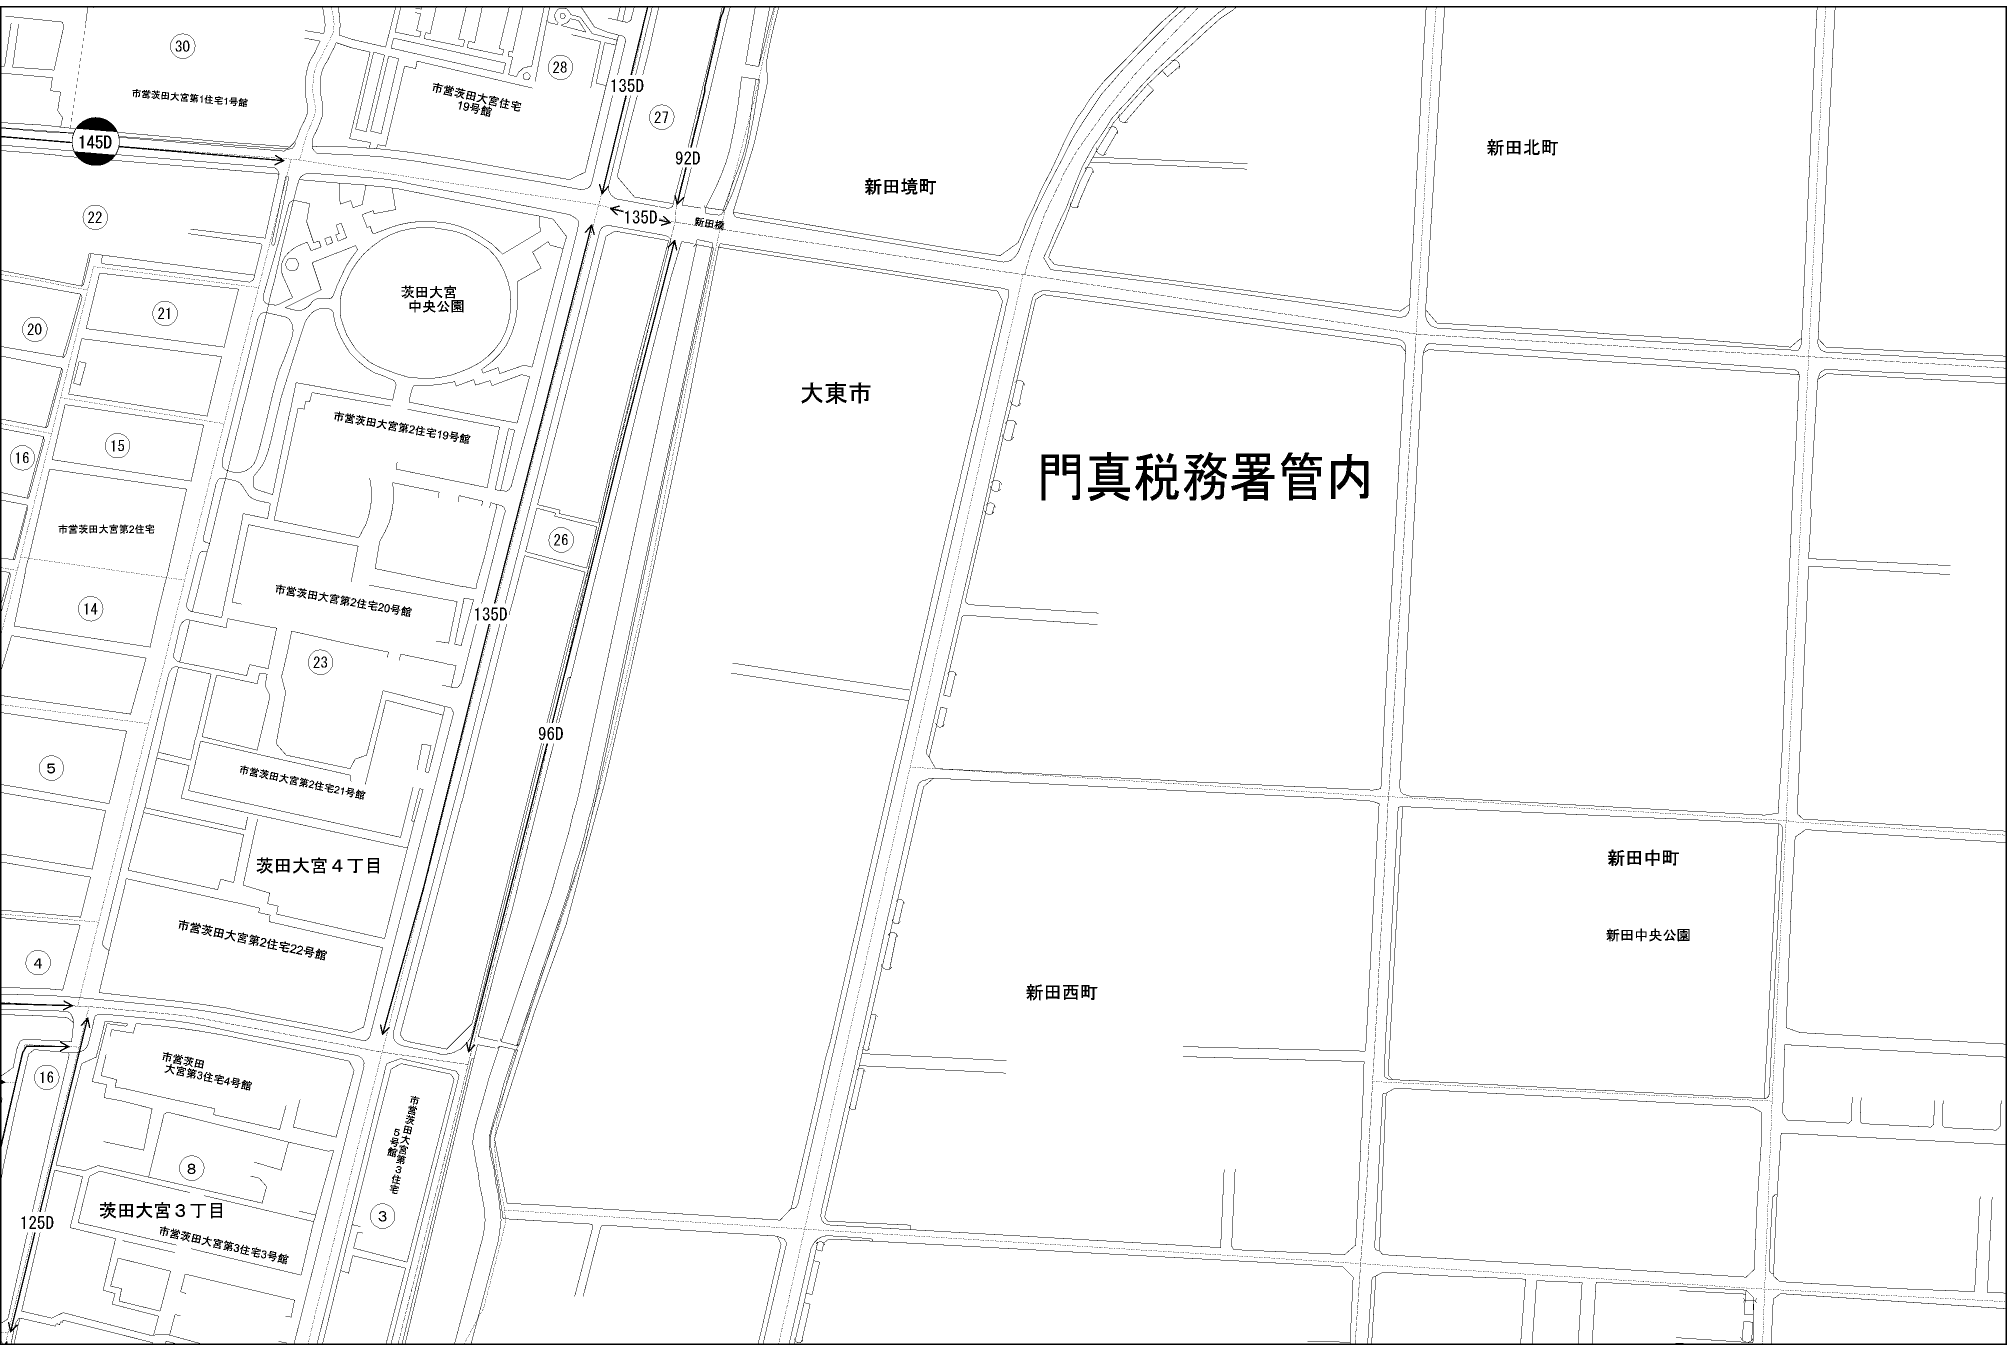 30
市営茨田大宮第1住宅1号館
28
市営茨田大宮住宅
19号館
135D
27
145D
92D
新田北町
新田境町
22
135D
新田橋
茨田大宮
中央公園
21
20
大東市
市営茨田大宮第2住宅19号館
15
16
門真税務署管内
市営茨田大宮第2住宅
26
14
市営茨田大宮第2住宅20号館
135D
23
96D
5
市営茨田大宮第2住宅21号館
茨田大宮4丁目
新田中町
市営茨田大宮第2住宅22号館
新田中央公園
4
新田西町
市営茨田
大宮第3住宅4号館
16
市営茨田大宮第3住宅
5号館
8
茨田大宮3丁目
3
125D
市営茨田大宮第3住宅3号館